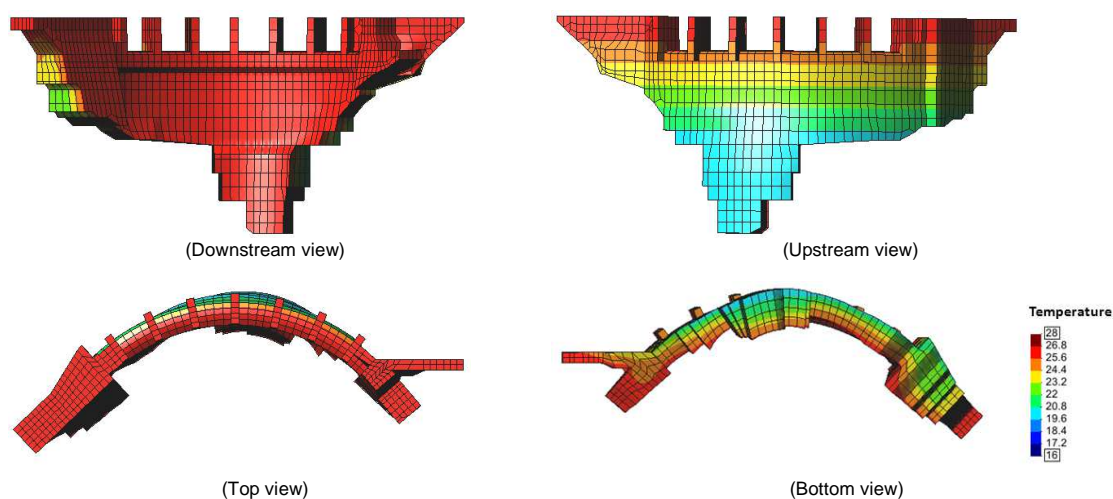 (Downstream view)
(Upstream view)
(Top view)
(Bottom view)
Temperature
28
26.8
25.6
24.4
23.2
22
20.8
19.6
18.4
17.2
16